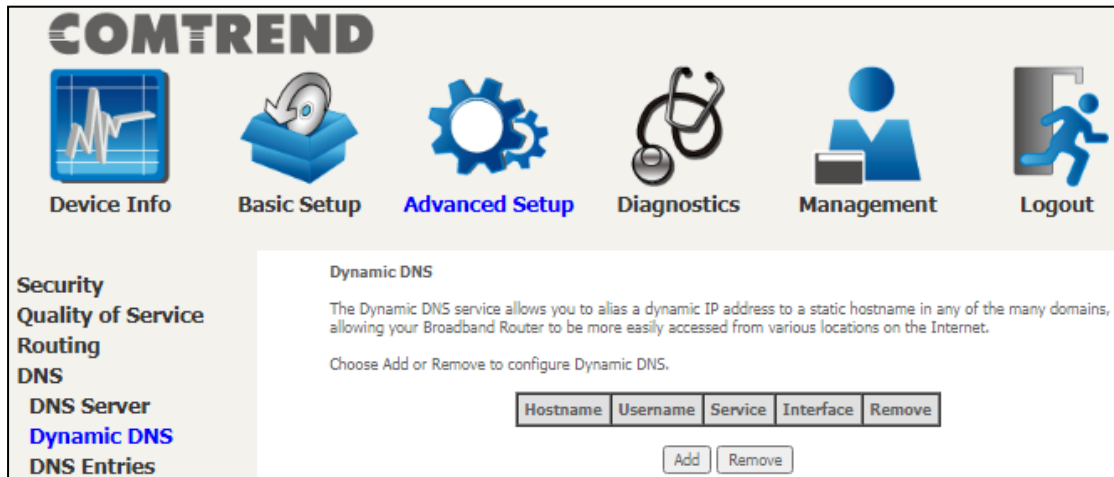 COMTREND
Device Info Basic Setup Advanced Setup Diagnostics Management Logout
Security
Quality of Service
Routing
DNS
DNS Server
Dynamic DNS
DNS Entries
Dynamic DNS
The Dynamic DNS service allows you to alias a dynamic IP address to a static hostname in any of the many domains,
allowing your Broadband Router to be more easily accessed from various locations on the Internet.
Choose Add or Remove to configure Dynamic DNS.
Hostname Username Service Interface Remove
Add Remove